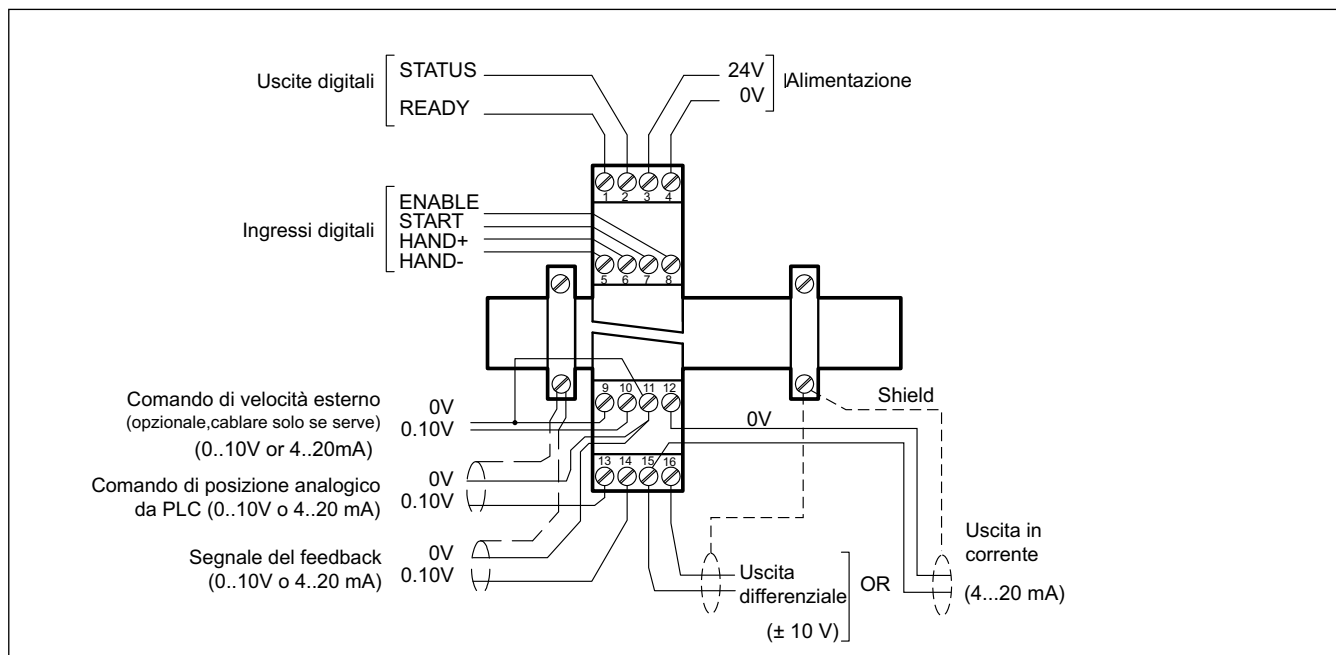 Uscite digitali
STATUS
READY
24V
0V
Alimentazione
1 2 3 4
Ingressi digitali
ENABLE
START
HAND+
HAND-
5 6 7 8
9 10 11 12
Comando di velocità esterno
(opzionale,cablare solo se serve)
(0..10V or 4..20mA)
0V
0.10V
Shield
0V
13 14 15 16
Comando di posizione analogico
da PLC (0..10V o 4..20 mA)
0V
0.10V
Segnale del feedback
(0..10V o 4..20 mA)
0V
0.10V
Uscita
differenziale
(± 10 V)
OR
Uscita in
corrente
(4...20 mA)